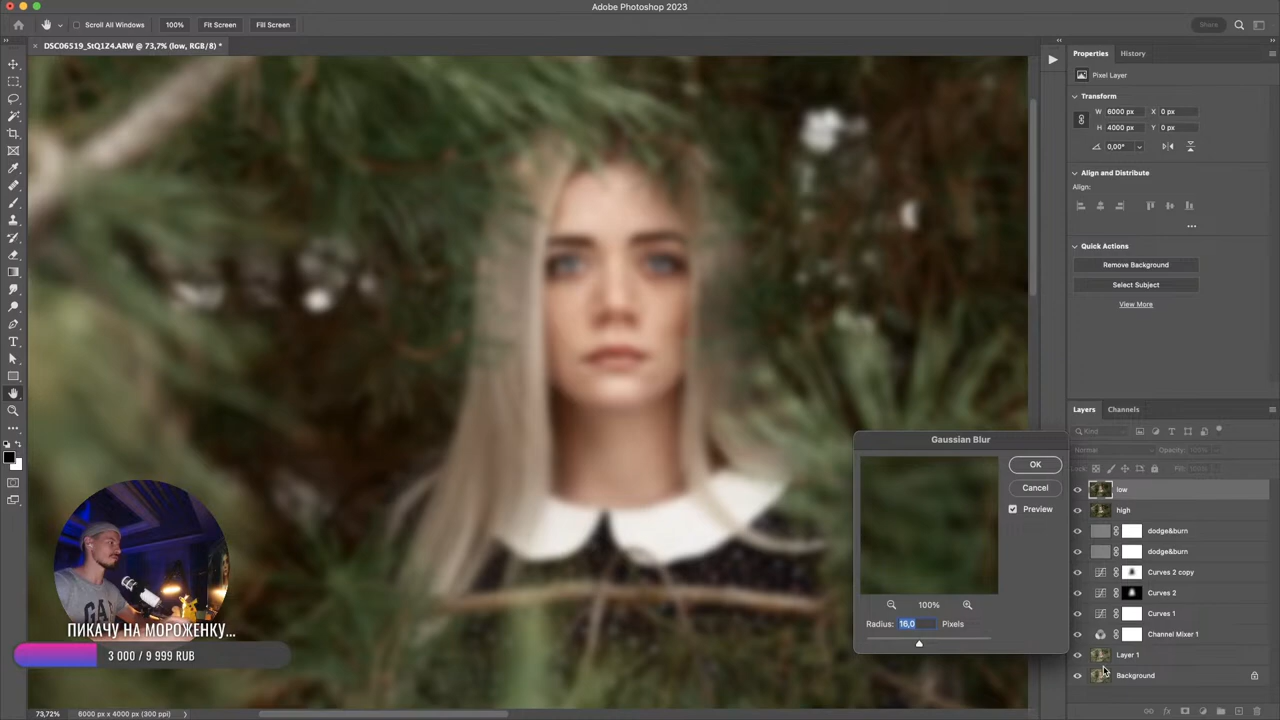 Adobe Photoshop 2023
Scroll All Windows
100%
Fit Screen
Fill Screen
Share
DSC06519_StQ1Z4.ARW @ 73,7% (low, RGB/8) *
Properties
History
Pixel Layer
Transform
W 6000 px
X 0 px
H 4000 px
Y 0 px
0,00°
Align and Distribute
Align:
Quick Actions
Remove Background
Select Subject
View More
Layers
Channels
Kind
Normal
Opacity: 100%
Lock:
Fill: 100%
low
high
dodge&burn
dodge&burn
Curves 2 copy
Curves 2
Curves 1
Channel Mixer 1
Layer 1
Background
Gaussian Blur
OK
Cancel
Preview
100%
Radius: 16,0 Pixels
GAP
ПИКАЧУ НА МОРОЖЕНКУ...
3 000 / 9 999 RUB
73,72%
6000 px x 4000 px (300 ppi)